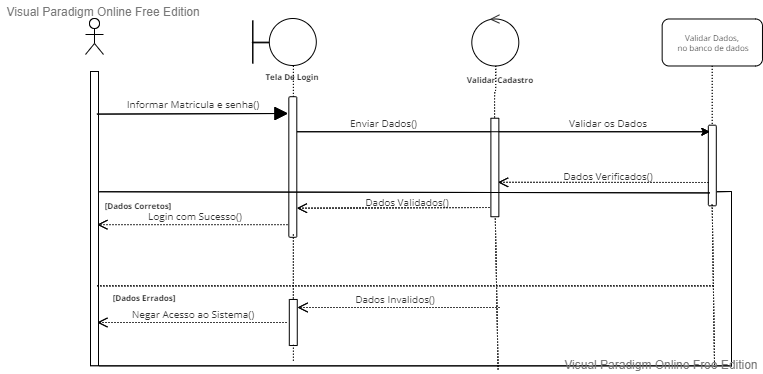 Visual Paradigm Online Free Edition
Validar Dados,
no banco de dados
Tela De Login
Validar Cadastro
Informar Matricula e senha()
Enviar Dados()
Validar os Dados
Dados Verificados()
[Dados Corretos]
Dados Validados()
Login com Sucesso()
[Dados Errados]
Dados Invalidos()
Negar Acesso ao Sistema()
Visual Paradigm Online Free Edition